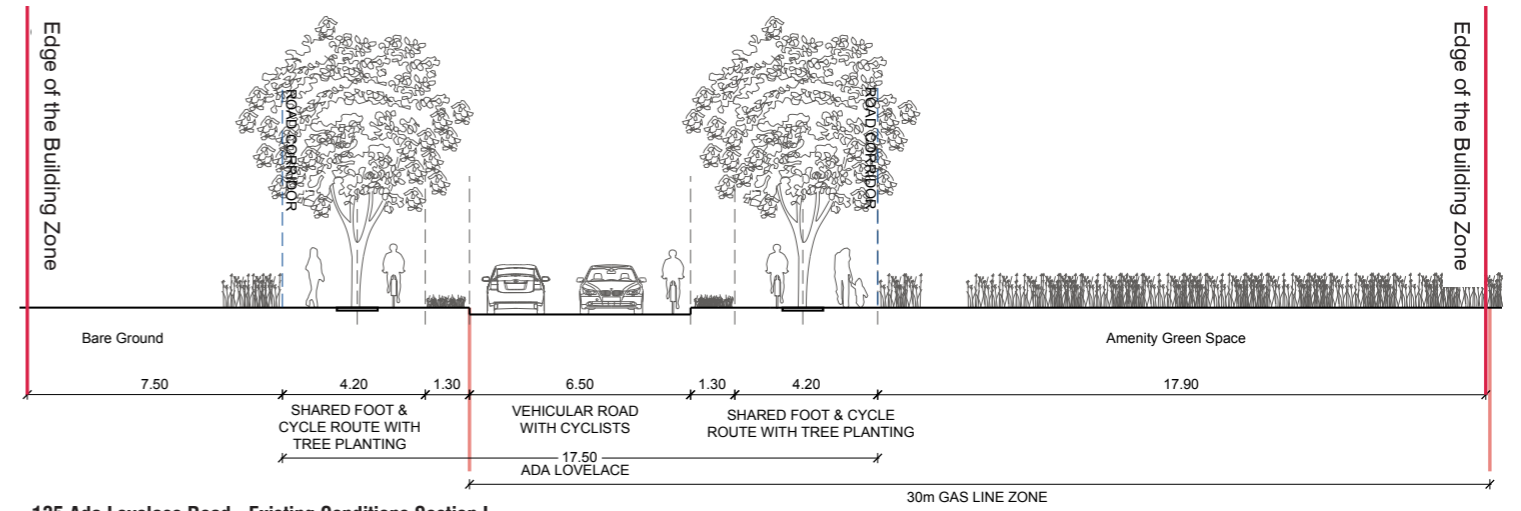 Edge of the Building Zone
ROAD CORRIDOR
ROAD CORRIDOR
Edge of the Building Zone
Bare Ground
Amenity Green Space
7.50
4.20
1.30
6.50
1.30
4.20
17.90
SHARED FOOT &
CYCLE ROUTE WITH
TREE PLANTING
VEHICULAR ROAD
WITH CYCLISTS
SHARED FOOT & CYCLE
ROUTE WITH TREE PLANTING
17.50
ADA LOVELACE
30m GAS LINE ZONE